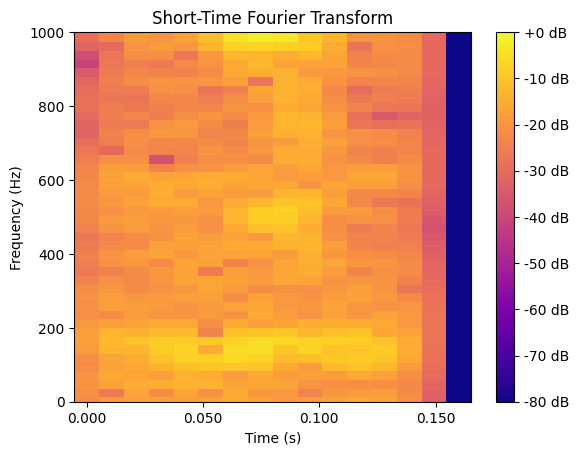 Short-Time Fourier Transform
1000
800
600
400
200
0
Frequency (Hz)
0.000
0.050
0.100
0.150
Time (s)
+0 dB
-10 dB
-20 dB
-30 dB
-40 dB
-50 dB
-60 dB
-70 dB
-80 dB